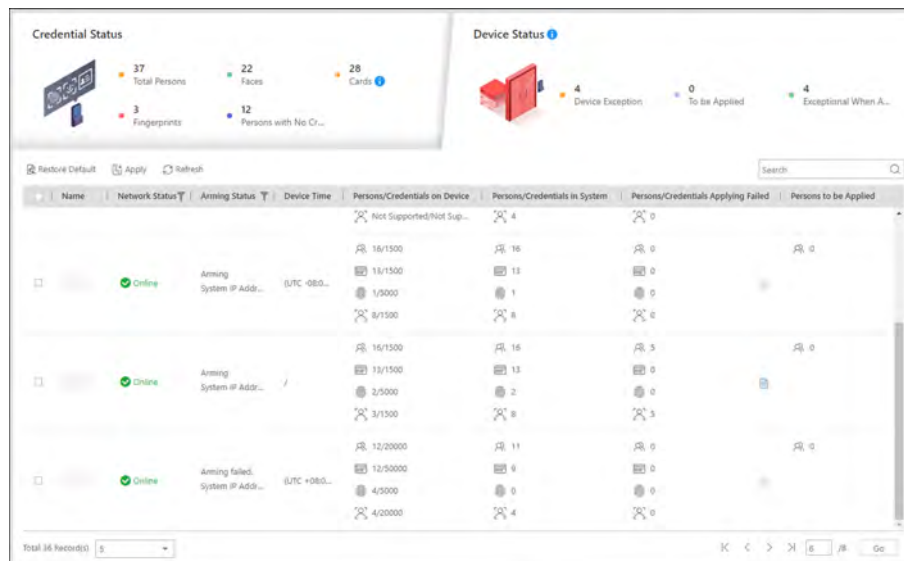 Credential Status
37
Total Persons
22
Faces
28
Cards
3
Fingerprints
12
Persons with No Cr...
Device Status
4
Device Exception
0
To be Applied
4
Exceptional When A...
Restore Default Apply Refresh
Search
Name Network Status Arming Status Device Time Persons/Credentials on Device Persons/Credentials in System Persons/Credentials Applying Failed Persons to be Applied
Not Supported/Not Sup... 4 0
16/1500 16 0 0
13/1500 13 0
Online Arming System IP Addr... (UTC -08:0...
1/5000 1 0
8/1500 8 0
16/1500 16 5 0
13/1500 13 0
Online Arming System IP Addr... /
2/5000 2 0
3/1500 8 5
12/20000 11 0 0
12/50000 9 0
Online Arming failed. System IP Addr... (UTC +08:0...
4/5000 0 0
4/20000 4 0
Total 36 Record(s) 5 6 /8 Go